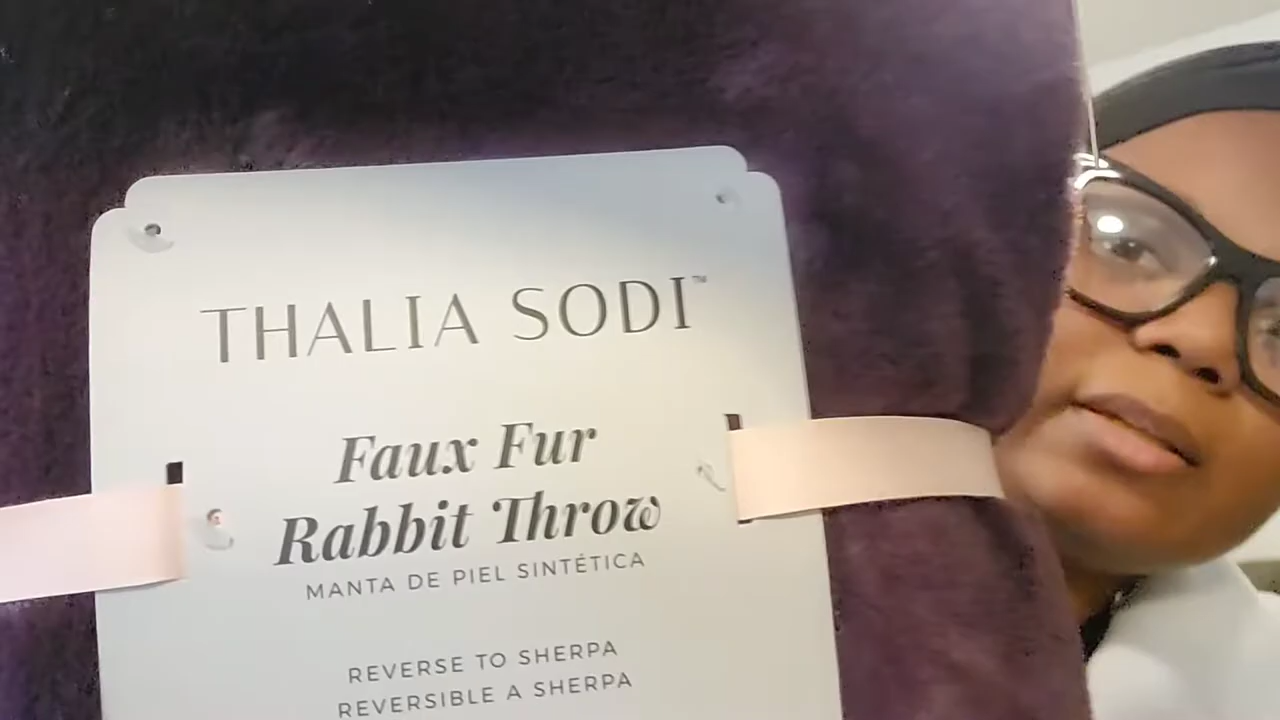 THALIA SODI™
Faux Fur
Rabbit Throw
MANTA DE PIEL SINTÉTICA
REVERSE TO SHERPA
REVERSIBLE A SHERPA